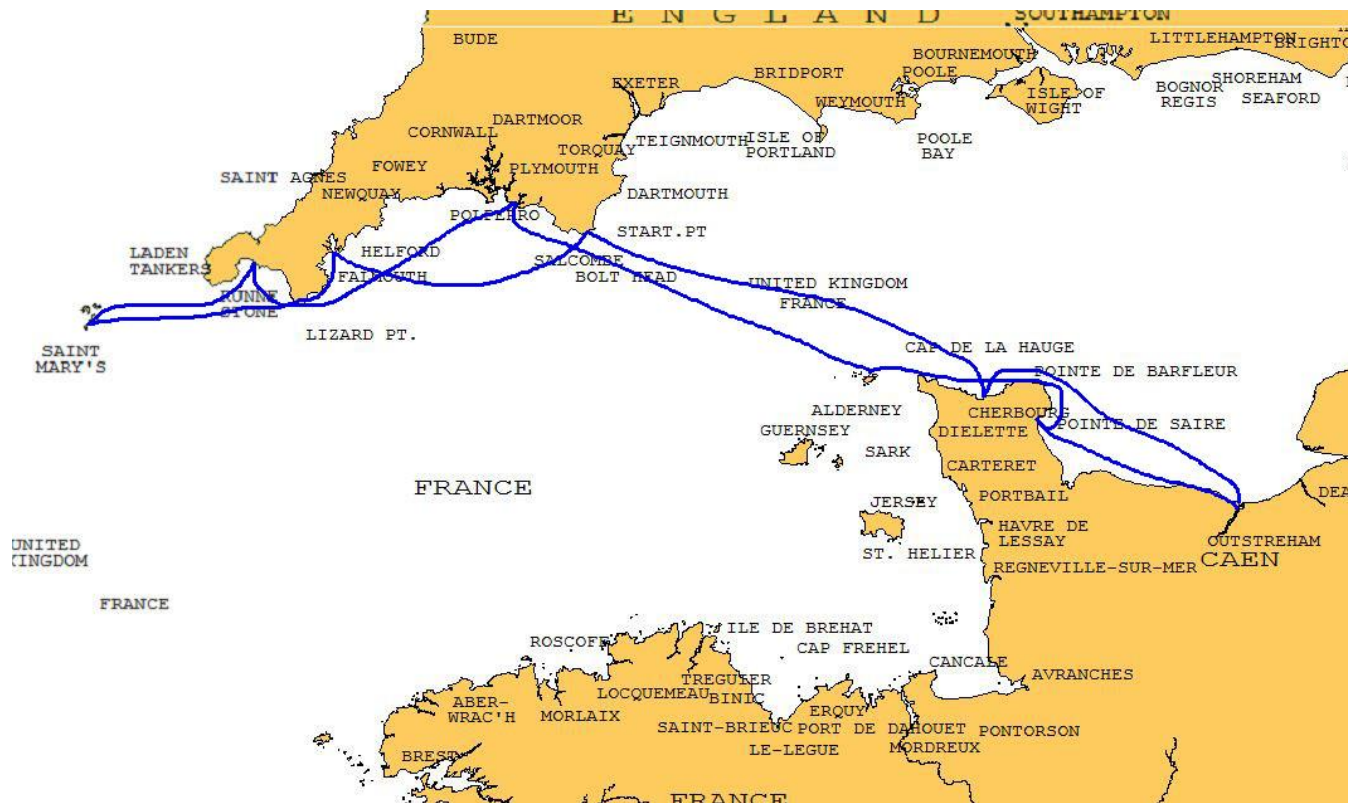 E N G L A N D
SOUTHAMPTON
BUDE
LITTLEHAMPTON
BRIGHTO
BOURNEMOUTH
BRIDPORT
POOLE
EXETER
SHOREHAM
WEYMOUTH
ISLE OF
WIGHT
BOGNOR
REGIS
SEAFORD
DARTMOOR
CORNWALL
TEIGNMOUTH
ISLE OF
PORTLAND
POOLE
BAY
TORQUAY
FOWEY
PLYMOUTH
SAINT AGNES
NEWQUAY
DARTMOUTH
POLPERRO
START.PT
LADEN
TANKERS
HELFORD
SALCOMBE
FALMOUTH
BOLT HEAD
UNITED KINGDOM
FRANCE
RUNNE
STONE
LIZARD PT.
SAINT
MARY'S
CAP DE LA HAUGE
POINTE DE BARFLEUR
ALDERNEY
CHERBOURG
POINTE DE SAIRE
GUERNSEY
DIELETTE
SARK
CARTERET
FRANCE
PORTBAIL
DEA
JERSEY
HAVRE DE
LESSAY
OUTSTREHAM
UNITED
KINGDOM
ST. HELIER
CAEN
REGNEVILLE-SUR-MER
FRANCE
ILE DE BREHAT
ROSCOFF
CAP FREHEL
CANCALE
AVRANCHES
TREGUIER
LOCQUEMEAU
BINIC
ABER-
WRAC'H
MORLAIX
ERQUY
SAINT-BRIEUC
PORT DE DAHOUET
PONTORSON
LE-LEGUE
MORDREUX
BREST
FRANCE